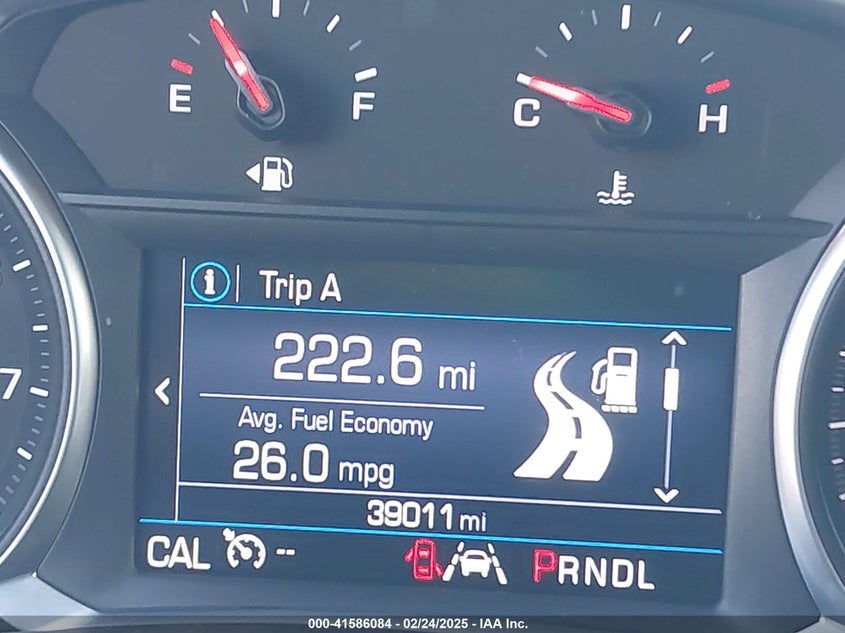 E F
C H
Trip A
222.6 mi
Avg. Fuel Economy
26.0 mpg
39011 mi
7
CAL --
PRNDL
000-41586084 - 02/24/2025 - IAA Inc.